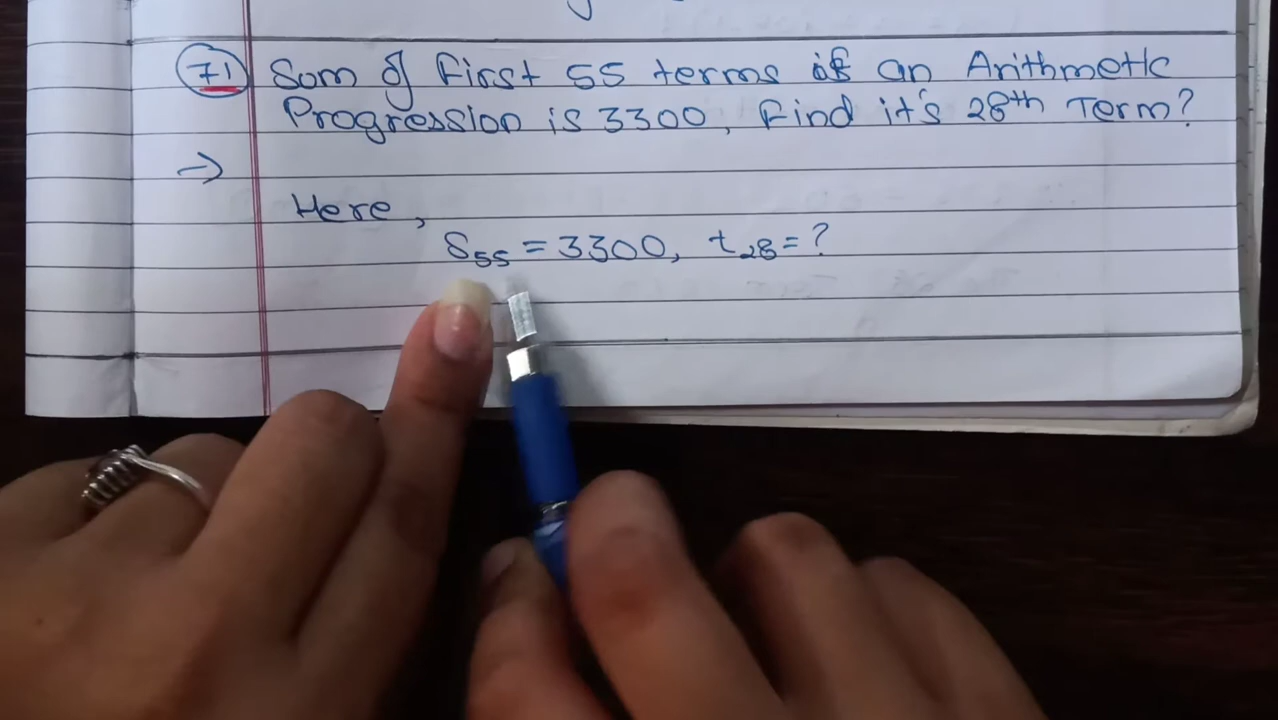 71 Sum of First 55 terms of an Arithmetic
Progression is 3300, Find it's 28th Term?
→
Here,
S55 = 3300, t28 = ?